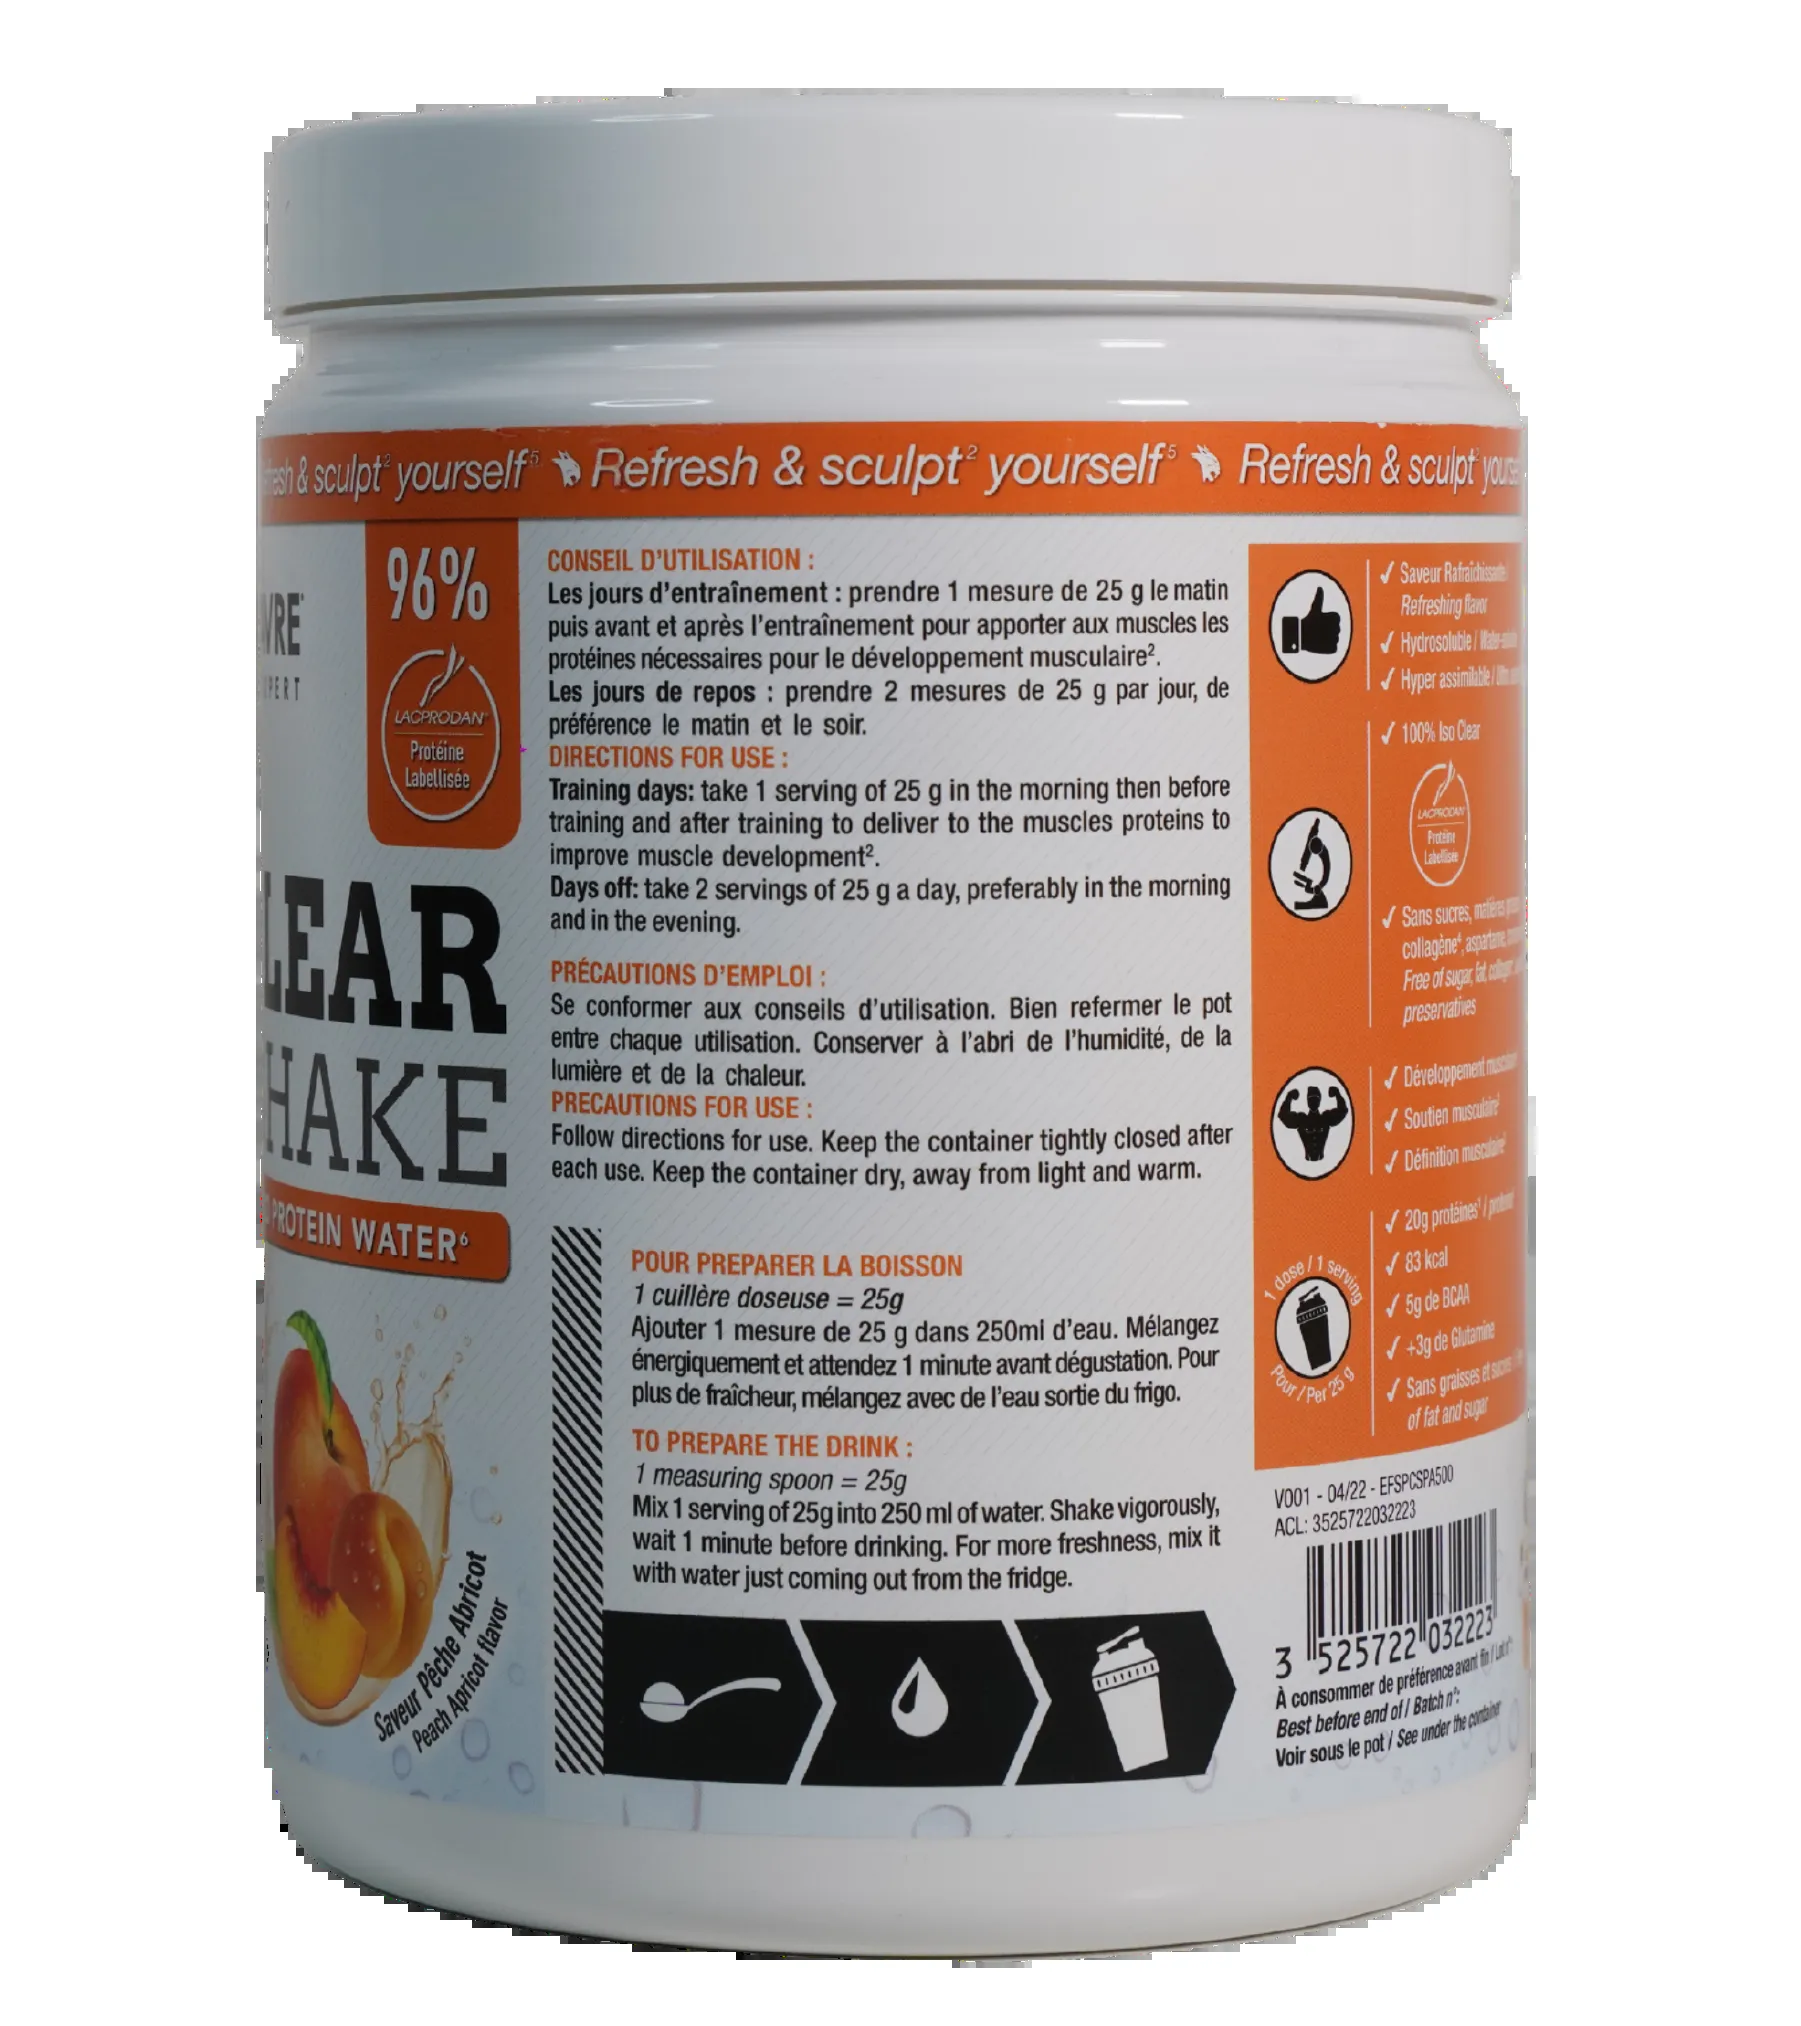 & sculpt² yourself⁵ Refresh & sculpt² yourself⁵ Refresh & sculpt²
96%
LACPRODAN®
Protéine
Labellisée
PROTEIN WATER⁶
Saveur Pêche Abricot
Peach Apricot flavor
CONSEIL D'UTILISATION :
Les jours d'entraînement : prendre 1 mesure de 25 g le matin
puis avant et après l'entraînement pour apporter aux muscles les
protéines nécessaires pour le développement musculaire².
Les jours de repos : prendre 2 mesures de 25 g par jour, de
préférence le matin et le soir.
DIRECTIONS FOR USE :
Training days: take 1 serving of 25 g in the morning then before
training and after training to deliver to the muscles proteins to
improve muscle development².
Days off: take 2 servings of 25 g a day, preferably in the morning
and in the evening.
PRÉCAUTIONS D'EMPLOI :
Se conformer aux conseils d'utilisation. Bien refermer le pot
entre chaque utilisation. Conserver à l'abri de l'humidité, de la
lumière et de la chaleur.
PRECAUTIONS FOR USE :
Follow directions for use. Keep the container tightly closed after
each use. Keep the container dry, away from light and warm.
POUR PREPARER LA BOISSON
1 cuillère doseuse = 25g
Ajouter 1 mesure de 25 g dans 250ml d'eau. Mélangez
énergiquement et attendez 1 minute avant dégustation. Pour
plus de fraîcheur, mélangez avec de l'eau sortie du frigo.
TO PREPARE THE DRINK :
1 measuring spoon = 25g
Mix 1 serving of 25g into 250 ml of water. Shake vigorously,
wait 1 minute before drinking. For more freshness, mix it
with water just coming out from the fridge.
✓ Saveur Rafraîchissante
Refreshing flavor
✓ Hydrosoluble /
✓ Hyper assimilable /
✓ 100% Iso Clear
LACPRODAN®
Protéine
Labellisée
✓ Sans sucres, matières
collagène⁴, aspartame,
Free of sugar, fat,
preservatives
✓ Développement
✓ Soutien musculaire²
✓ Définition musculaire²
1 dose / 1 serving
Pour / Per 25 g
✓ 20g protéines¹ /
✓ 83 kcal
✓ 5g de BCAA
✓ +3g de Glutamine
✓ Sans graisses et sucres
of fat and sugar
V001 - 04/22 - EFSPCSPA500
ACL: 3525722032223
3 525722 032223
À consommer de préférence avant fin / Lot n°:
Best before end of / Batch n°:
Voir sous le pot / See under the container